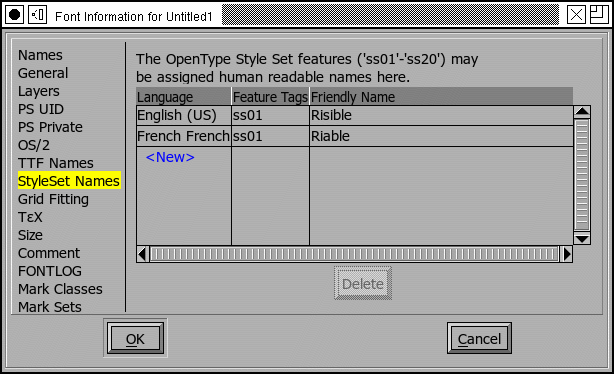 Font Information for Untitled1
Names
General
Layers
PS UID
PS Private
OS/2
TTF Names
StyleSet Names
Grid Fitting
TεX
Size
Comment
FONTLOG
Mark Classes
Mark Sets
The OpenType Style Set features ('ss01'-'ss20') may
be assigned human readable names here.
Language Feature Tags Friendly Name
English (US) ss01 Risible
French French ss01 Riable
<New>
Delete
OK Cancel